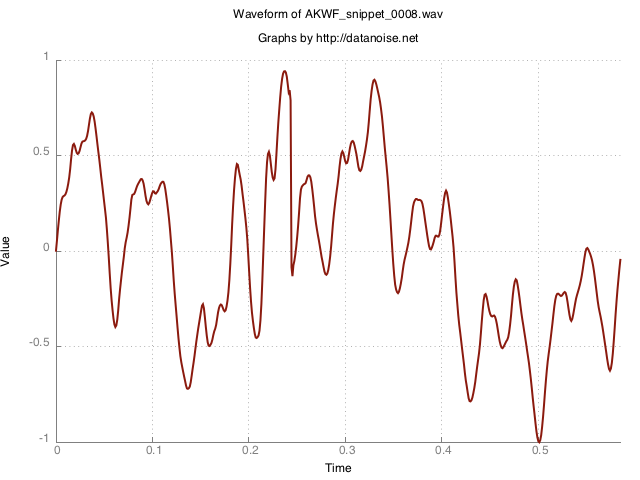 Waveform of AKWF_snippet_0008.wav
Graphs by http://datanoise.net
1
0.5
0
-0.5
-1
Value
0
0.1
0.2
0.3
0.4
0.5
Time